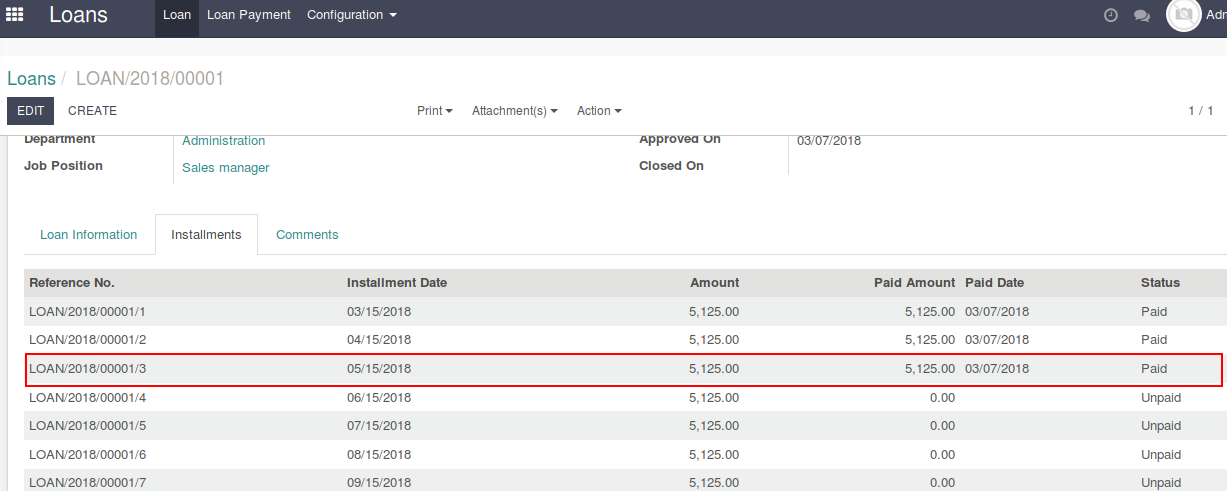 Loans Loan Loan Payment Configuration Adm
Loans / LOAN/2018/00001
EDIT CREATE Print Attachment(s) Action 1 / 1
Department Administration Approved On 03/07/2018
Job Position Sales manager Closed On
Loan Information Installments Comments
Reference No. Installment Date Amount Paid Amount Paid Date Status
LOAN/2018/00001/1 03/15/2018 5,125.00 5,125.00 03/07/2018 Paid
LOAN/2018/00001/2 04/15/2018 5,125.00 5,125.00 03/07/2018 Paid
LOAN/2018/00001/3 05/15/2018 5,125.00 5,125.00 03/07/2018 Paid
LOAN/2018/00001/4 06/15/2018 5,125.00 0.00 Unpaid
LOAN/2018/00001/5 07/15/2018 5,125.00 0.00 Unpaid
LOAN/2018/00001/6 08/15/2018 5,125.00 0.00 Unpaid
LOAN/2018/00001/7 09/15/2018 5,125.00 0.00 Unpaid